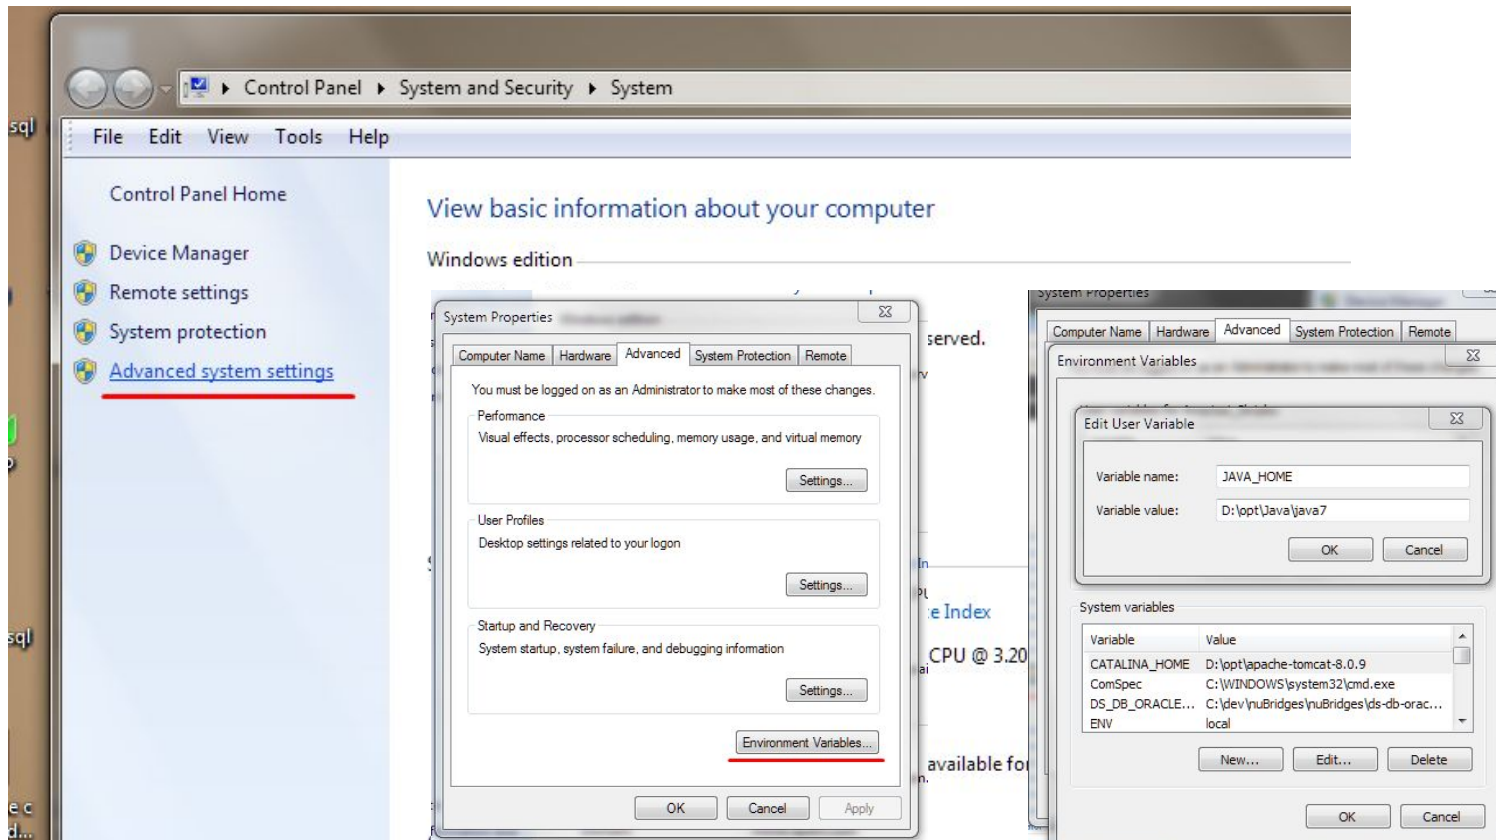 sql
Control Panel ▸ System and Security ▸ System
File Edit View Tools Help
Control Panel Home
Device Manager
Remote settings
System protection
Advanced system settings
sql
View basic information about your computer
Windows edition
erved.
e Index
CPU @ 3.20
available for
System Properties
Computer Name Hardware Advanced System Protection Remote
You must be logged on as an Administrator to make most of these changes.
Performance
Visual effects, processor scheduling, memory usage, and virtual memory
Settings...
User Profiles
Desktop settings related to your logon
Settings...
Startup and Recovery
System startup, system failure, and debugging information
Settings...
Environment Variables...
OK Cancel Apply
System Properties
Computer Name Hardware Advanced System Protection Remote
Environment Variables
Edit User Variable
Variable name: JAVA_HOME
Variable value: D:\opt\Java\java7
OK Cancel
System variables
Variable Value
CATALINA_HOME D:\opt\apache-tomcat-8.0.9
ComSpec C:\WINDOWS\system32\cmd.exe
DS_DB_ORACLE... C:\dev\nuBridges\nuBridges\ds-db-orac...
ENV local
New... Edit... Delete
OK Cancel